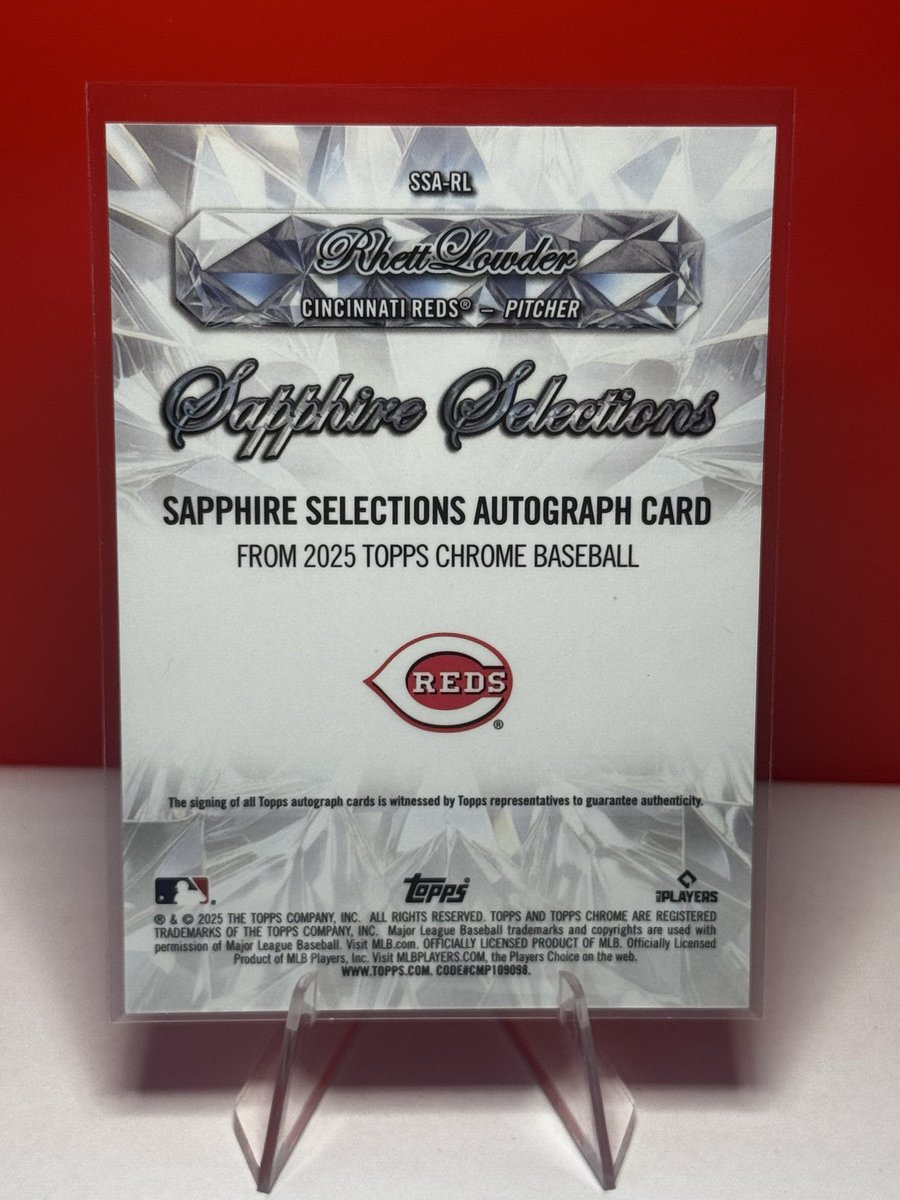 SSA-RL
Rhett Lowder
CINCINNATI REDS® – PITCHER
Sapphire Selections
SAPPHIRE SELECTIONS AUTOGRAPH CARD
FROM 2025 TOPPS CHROME BASEBALL
REDS ®
The signing of all Topps autograph cards is witnessed by Topps representatives to guarantee authenticity.
Topps
MLB PLAYERS
® & © 2025 THE TOPPS COMPANY, INC. ALL RIGHTS RESERVED. TOPPS AND TOPPS CHROME ARE REGISTERED
TRADEMARKS OF THE TOPPS COMPANY, INC. Major League Baseball trademarks and copyrights are used with
permission of Major League Baseball. Visit MLB.com. OFFICIALLY LICENSED PRODUCT OF MLB. Officially Licensed
Product of MLB Players, Inc. Visit MLBPLAYERS.COM, the Players Choice on the web.
WWW.TOPPS.COM. CODE#CMP109098.